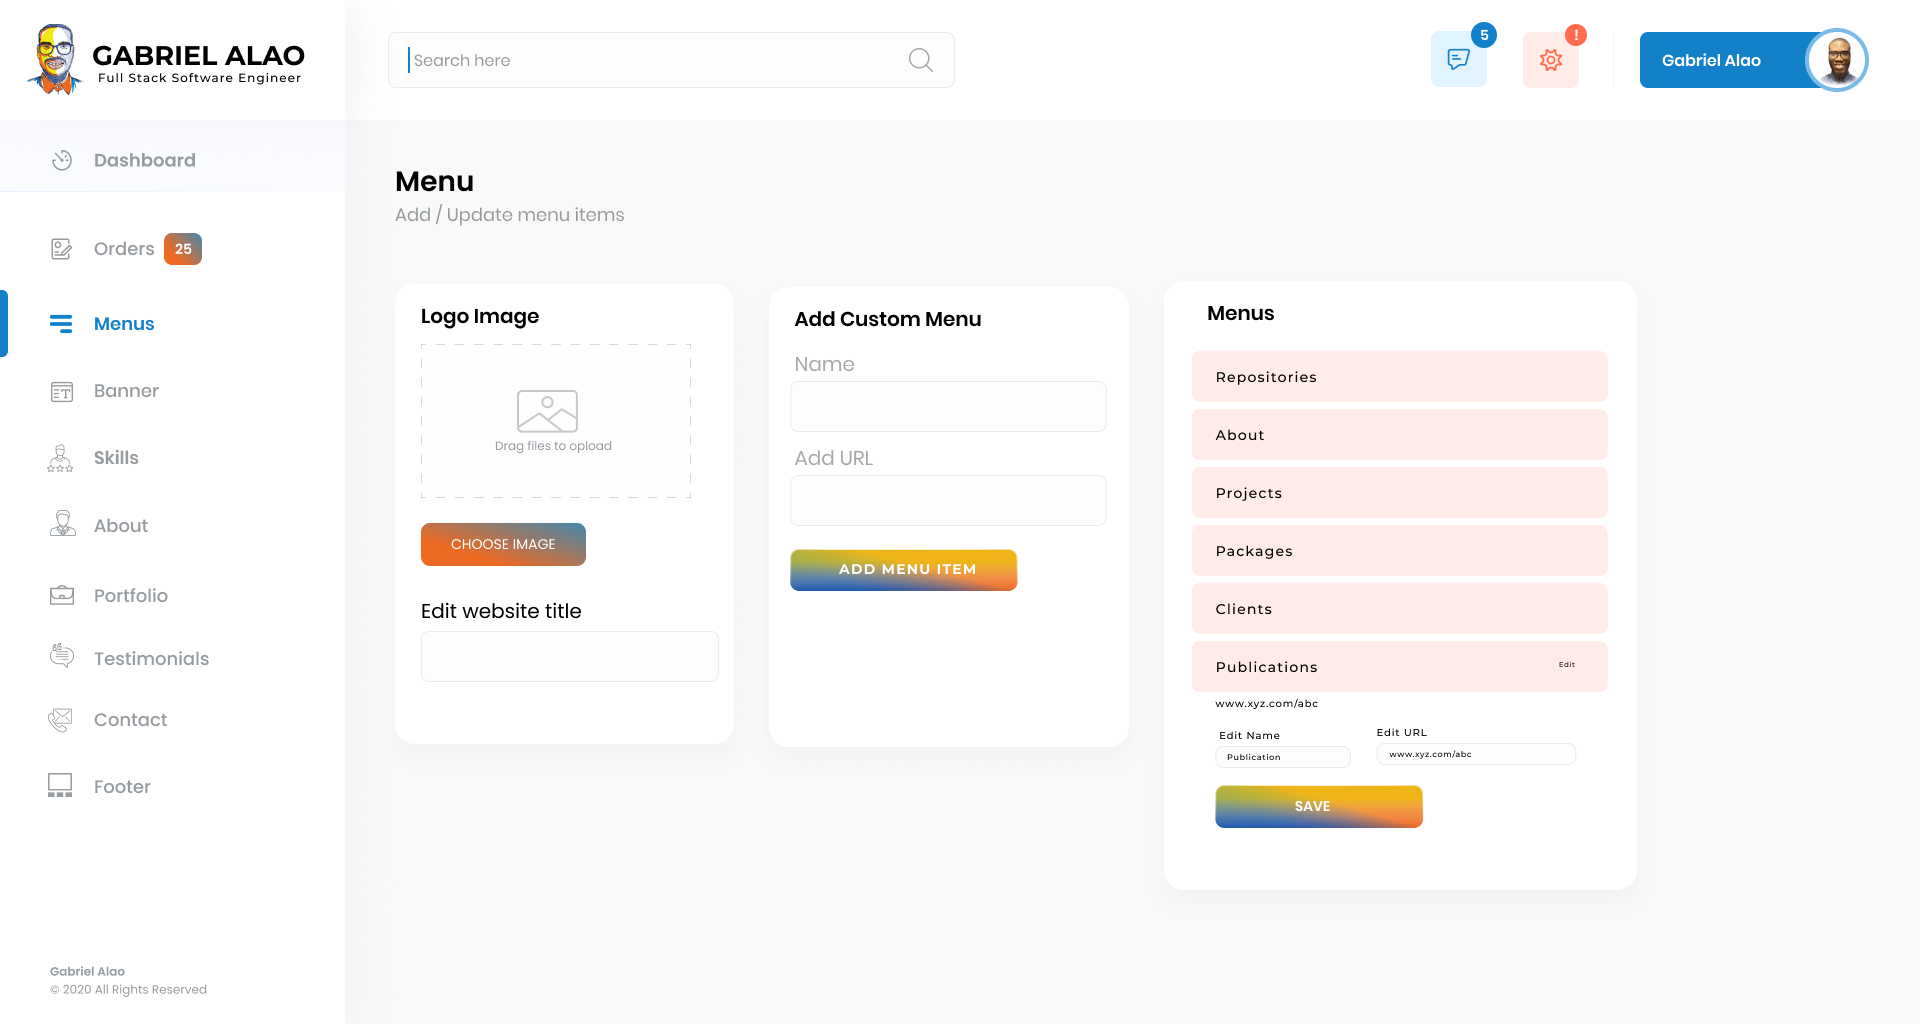 GABRIEL ALAO
Full Stack Software Engineer
Search here
5
!
Gabriel Alao
Dashboard
Orders 25
Menus
Banner
Skills
About
Portfolio
Testimonials
Contact
Footer
Gabriel Alao
© 2020 All Rights Reserved
Menu
Add / Update menu items
Logo Image
Drag files to upload
CHOOSE IMAGE
Edit website title
Add Custom Menu
Name
Add URL
ADD MENU ITEM
Menus
Repositories
About
Projects
Packages
Clients
Publications Edit
www.xyz.com/abc
Edit Name
Publication
Edit URL
www.xyz.com/abc
SAVE